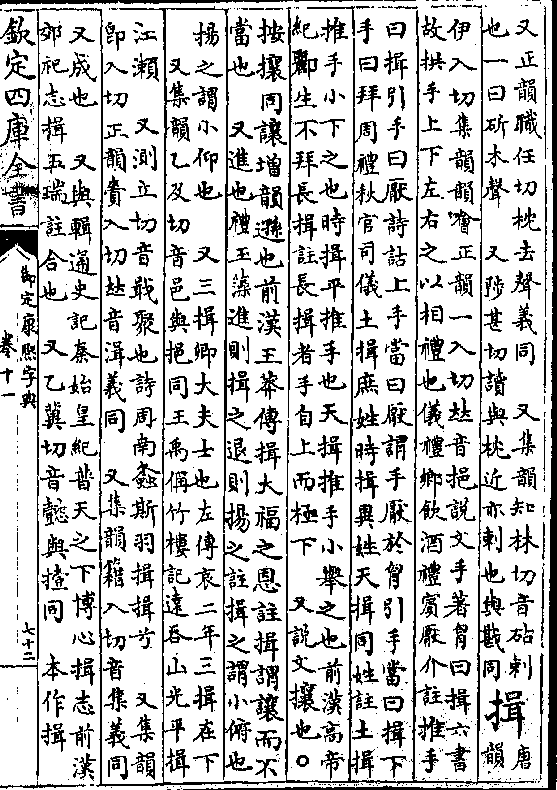 又正韻職任切枕去聲義同　又集韻知林切音砧刺
也一曰斫木聲　又陟甚切讀與枕近亦剌也與戡同
揖
唐韻
伊入切集韻韻會正韻一入切𠀤音挹說文手著胷曰揖六書
故拱手上下左右之以相禮也儀禮鄉飲酒禮賓厭介註推手
曰揖引手曰厭詩詁上手當曰厭謂手厭於胷引手當曰揖下
手曰拜周禮秋官司儀土揖庶姓時揖異姓天揖同姓註土揖
推手小下之也時揖平推手也天揖推手小舉之也前漢高帝
紀酈生不拜長揖註長揖者手自上而極下　又說文攘也○
按攘同讓增韻遜也前漢王莽傳揖大福之恩註揖謂讓而不
當也　又進也禮玉藻進則揖之退則揚之註揖之謂小俯也
揚之謂小仰也　又三揖卿大夫士也左傳哀二年三揖在下
又集韻乙及切音邑與挹同王禹偁竹樓記遠吞山光平揖
江瀨　又測立切音戢聚也詩周南螽斯羽揖揖兮　又集韻
卽入切正韻賁入切𠀤音湒義同　又集韻籍入切音集義同
又成也　又與輯通史記秦始皇紀普天之下博心揖志前漢
郊祀志揖五瑞註合也　又乙冀切音懿與撎同　本作揖
欽定四庫全書
御定康熙字典
卷十一
七十二